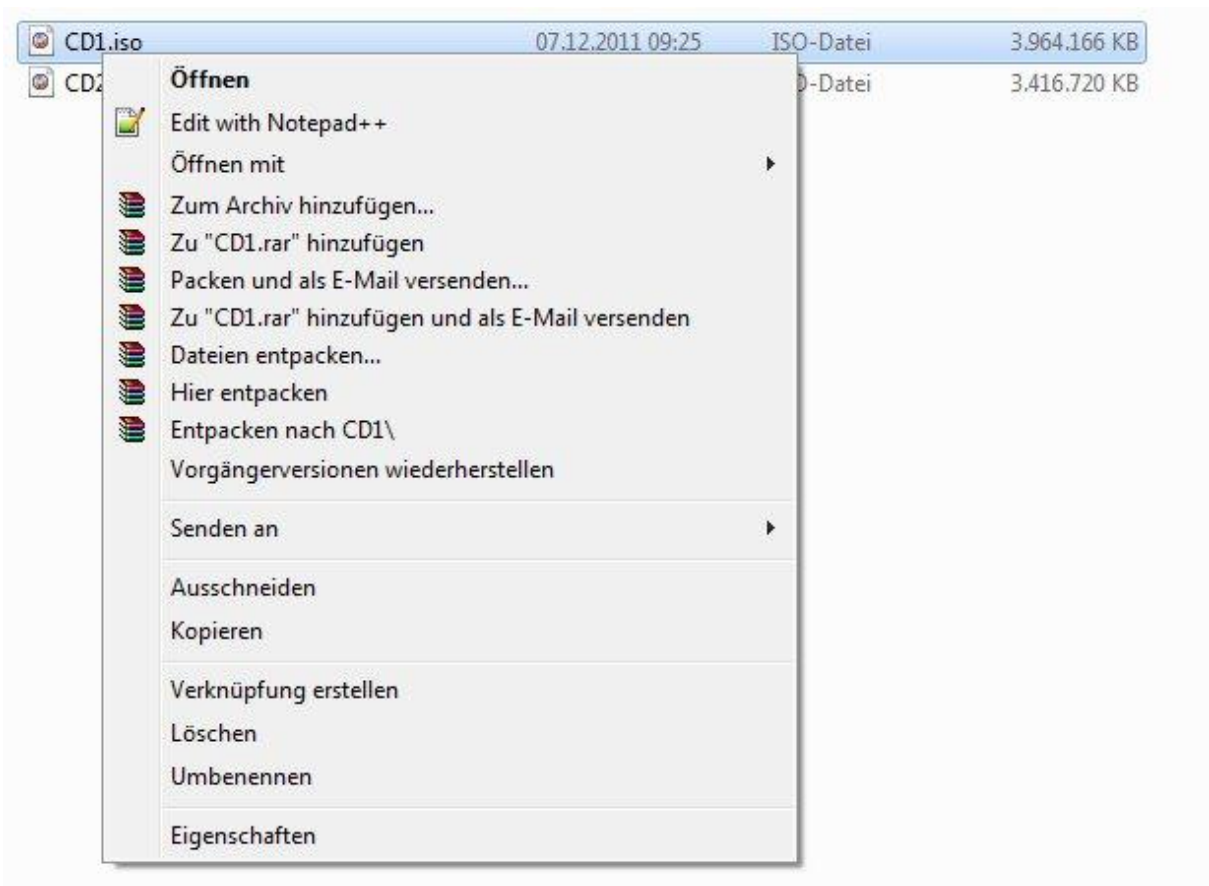 CD1.iso 07.12.2011 09:25 ISO-Datei 3.964.166 KB
CD2 -Datei 3.416.720 KB
Öffnen
Edit with Notepad++
Öffnen mit
Zum Archiv hinzufügen...
Zu "CD1.rar" hinzufügen
Packen und als E-Mail versenden...
Zu "CD1.rar" hinzufügen und als E-Mail versenden
Dateien entpacken...
Hier entpacken
Entpacken nach CD1\
Vorgängerversionen wiederherstellen
Senden an
Ausschneiden
Kopieren
Verknüpfung erstellen
Löschen
Umbenennen
Eigenschaften